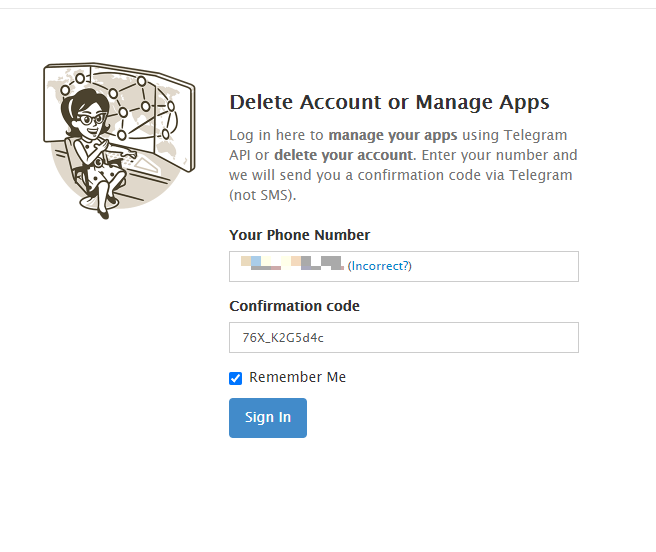 Delete Account or Manage Apps
Log in here to manage your apps using Telegram
API or delete your account. Enter your number and
we will send you a confirmation code via Telegram
(not SMS).
Your Phone Number
(Incorrect?)
Confirmation code
76X_K2G5d4c
Remember Me
Sign In